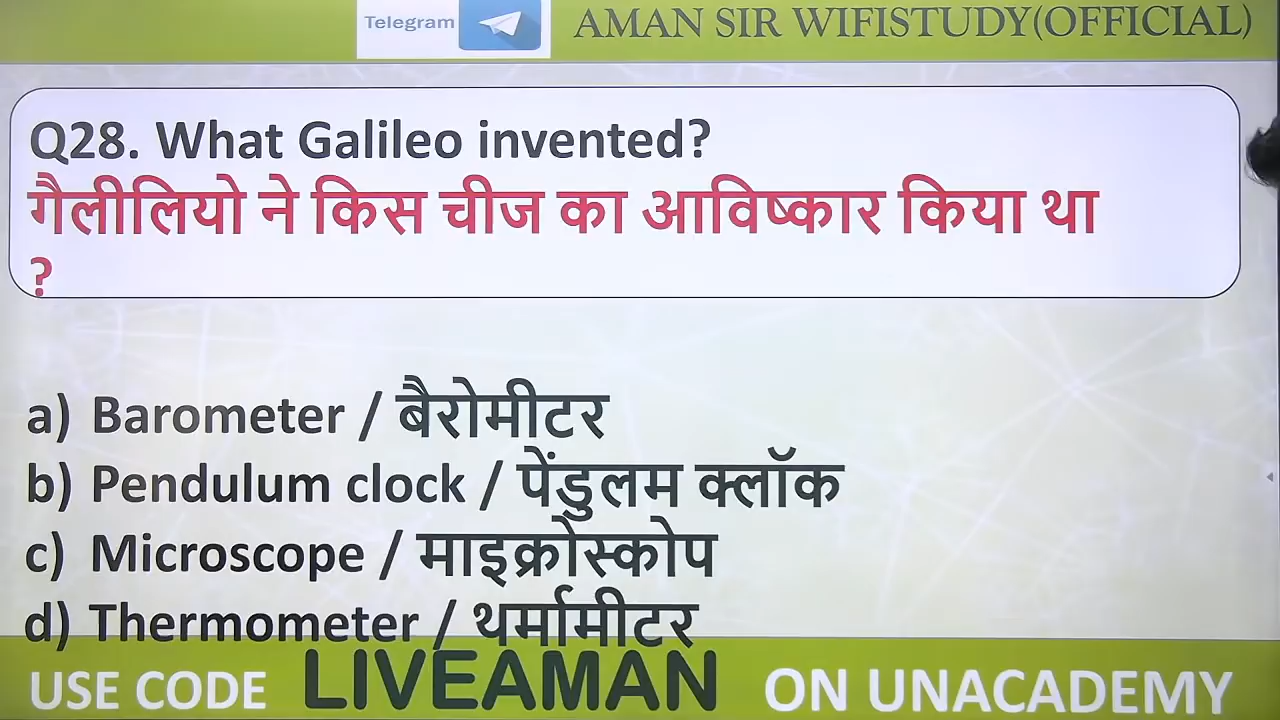 Telegram
AMAN SIR WIFISTUDY(OFFICIAL)
Q28. What Galileo invented?
गैलीलियो ने किस चीज का आविष्कार किया था
?
a) Barometer / बैरोमीटर
b) Pendulum clock / पेंडुलम क्लॉक
c) Microscope / माइक्रोस्कोप
d) Thermometer / थर्मामीटर
USE CODE LIVEAMAN ON UNACADEMY